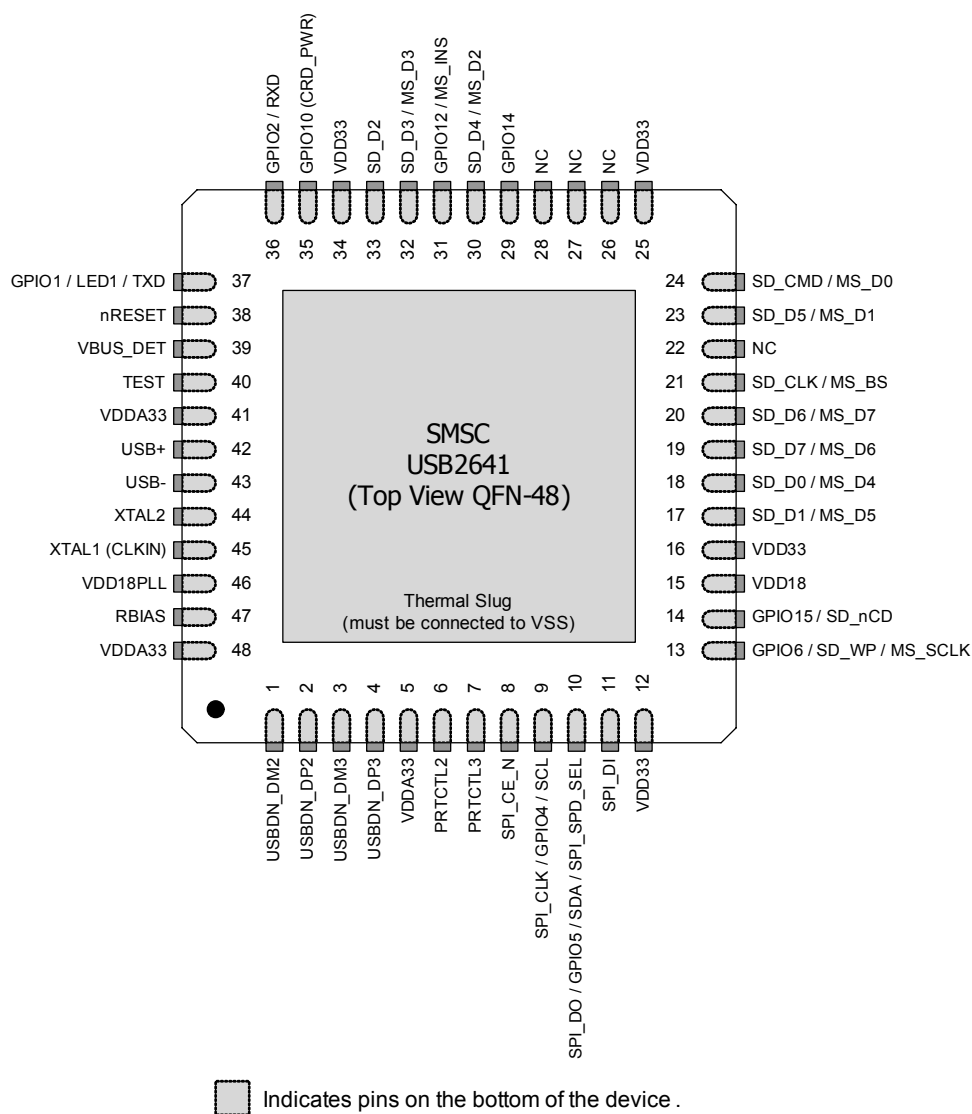 GPIO2 / RXD
GPIO10 (CRD_PWR)
VDD33
SD_D2
SD_D3 / MS_D3
GPIO12 / MS_INS
SD_D4 / MS_D2
GPIO14
NC
NC
NC
VDD33
36
35
34
33
32
31
30
29
28
27
26
25
GPIO1 / LED1 / TXD 37
nRESET 38
VBUS_DET 39
TEST 40
VDDA33 41
USB+ 42
USB- 43
XTAL2 44
XTAL1 (CLKIN) 45
VDD18PLL 46
RBIAS 47
VDDA33 48
SMSC
USB2641
(Top View QFN-48)
Thermal Slug
(must be connected to VSS)
24 SD_CMD / MS_D0
23 SD_D5 / MS_D1
22 NC
21 SD_CLK / MS_BS
20 SD_D6 / MS_D7
19 SD_D7 / MS_D6
18 SD_D0 / MS_D4
17 SD_D1 / MS_D5
16 VDD33
15 VDD18
14 GPIO15 / SD_nCD
13 GPIO6 / SD_WP / MS_SCLK
1
2
3
4
5
6
7
8
9
10
11
12
USBDN_DM2
USBDN_DP2
USBDN_DM3
USBDN_DP3
VDDA33
PRTCTL2
PRTCTL3
SPI_CE_N
SPI_CLK / GPIO4 / SCL
SPI_DO / GPIO5 / SDA / SPI_SPD_SEL
SPI_DI
VDD33
Indicates pins on the bottom of the device .